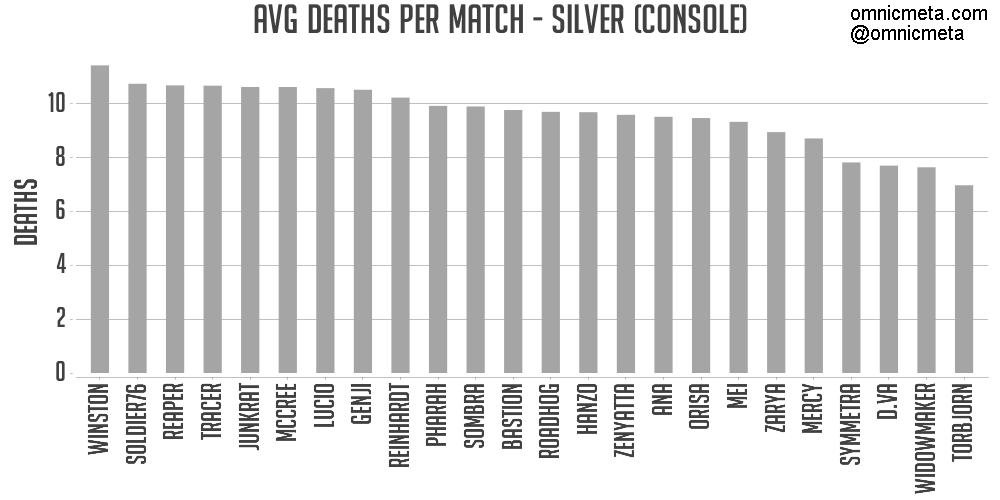 AVG DEATHS PER MATCH - SILVER (CONSOLE)
omnicmeta.com
@omnicmeta
DEATHS
10
8
6
4
2
0
WINSTON
SOLDIER76
REAPER
TRACER
JUNKRAT
MCCREE
LUCIO
GENJI
REINHARDT
PHARAH
SOMBRA
BASTION
ROADHOG
HANZO
ZENYATTA
ANA
ORISA
MEI
ZARYA
MERCY
SYMMETRA
D.VA
WIDOWMAKER
TORBJORN